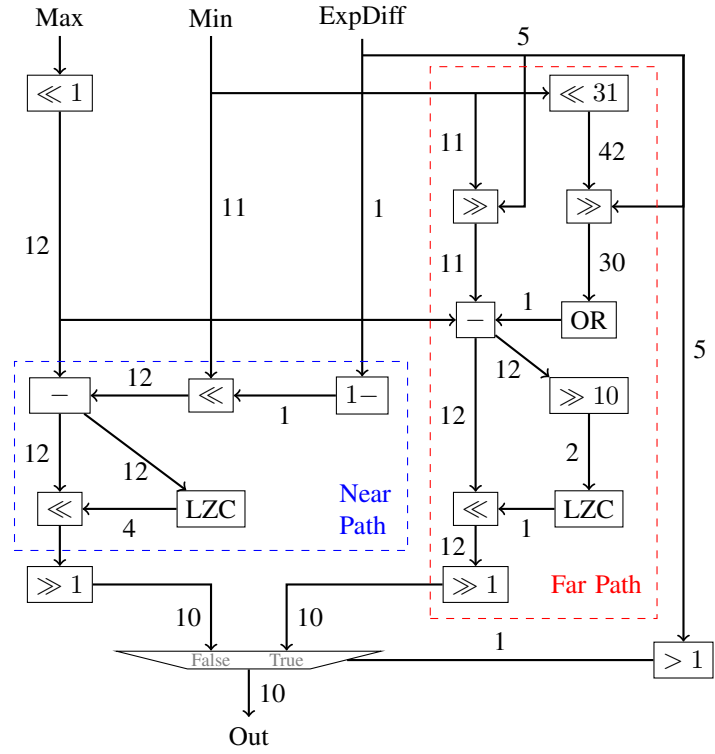 Max Min ExpDiff
5
≪ 1 ≪ 31
11 42
≫ ≫
11 1
12 11 30
− 1 OR
5
12 12
− ≪ 1− ≫ 10
1 12
12 12 2
Near
≪ LZC ≪ LZC
4 1
Path
12
≫ 1 ≫ 1 Far Path
10 10
1
False True > 1
10
Out